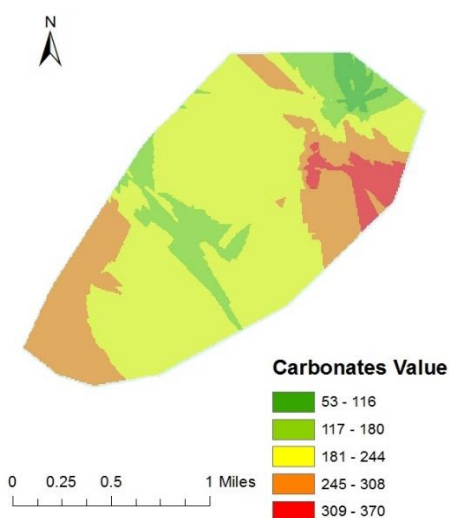 N
Carbonates Value
53 - 116
117 - 180
181 - 244
245 - 308
309 - 370
0 0.25 0.5 1 Miles